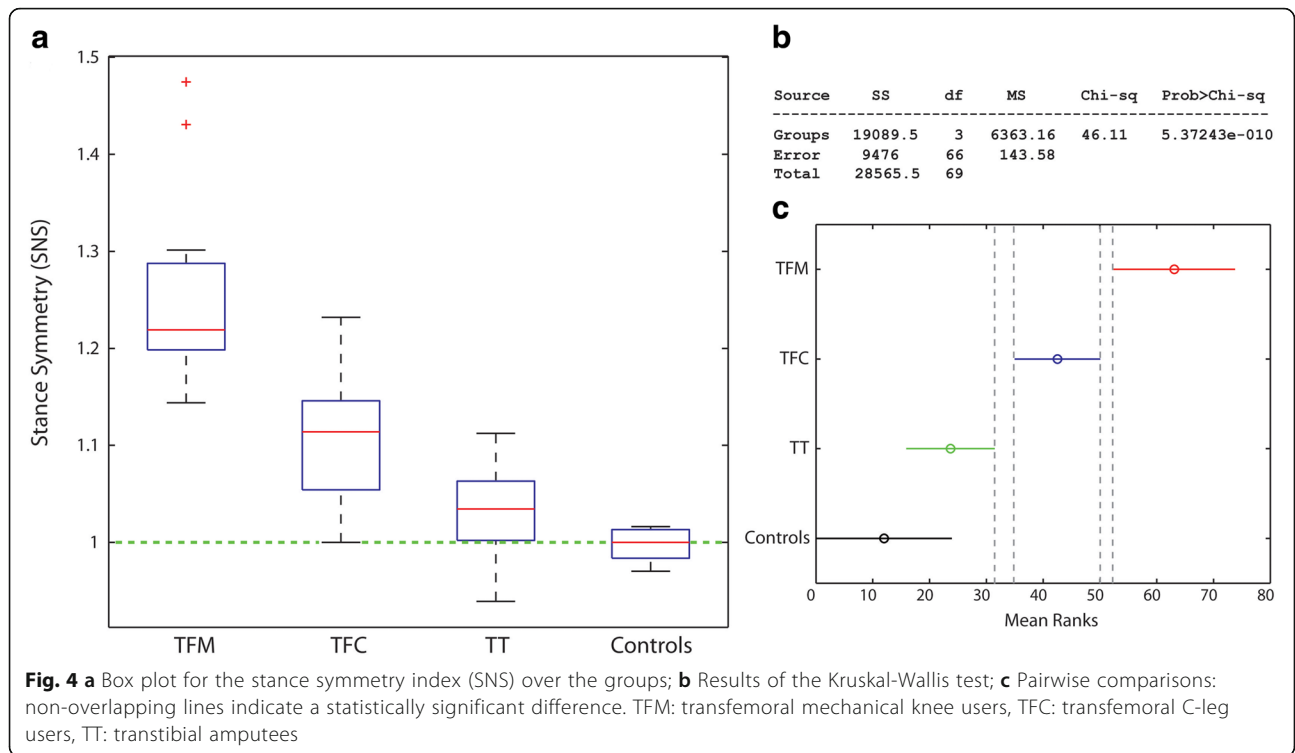 a
1.5
1.4
1.3
1.2
1.1
1
Stance Symmetry (SNS)
TFM TFC TT Controls
b
Source SS df MS Chi-sq Prob>Chi-sq
Groups 19089.5 3 6363.16 46.11 5.37243e-010
Error 9476 66 143.58
Total 28565.5 69
c
TFM
TFC
TT
Controls
0 10 20 30 40 50 60 70 80
Mean Ranks
Fig. 4 a Box plot for the stance symmetry index (SNS) over the groups; b Results of the Kruskal-Wallis test; c Pairwise comparisons:
non-overlapping lines indicate a statistically significant difference. TFM: transfemoral mechanical knee users, TFC: transfemoral C-leg
users, TT: transtibial amputees